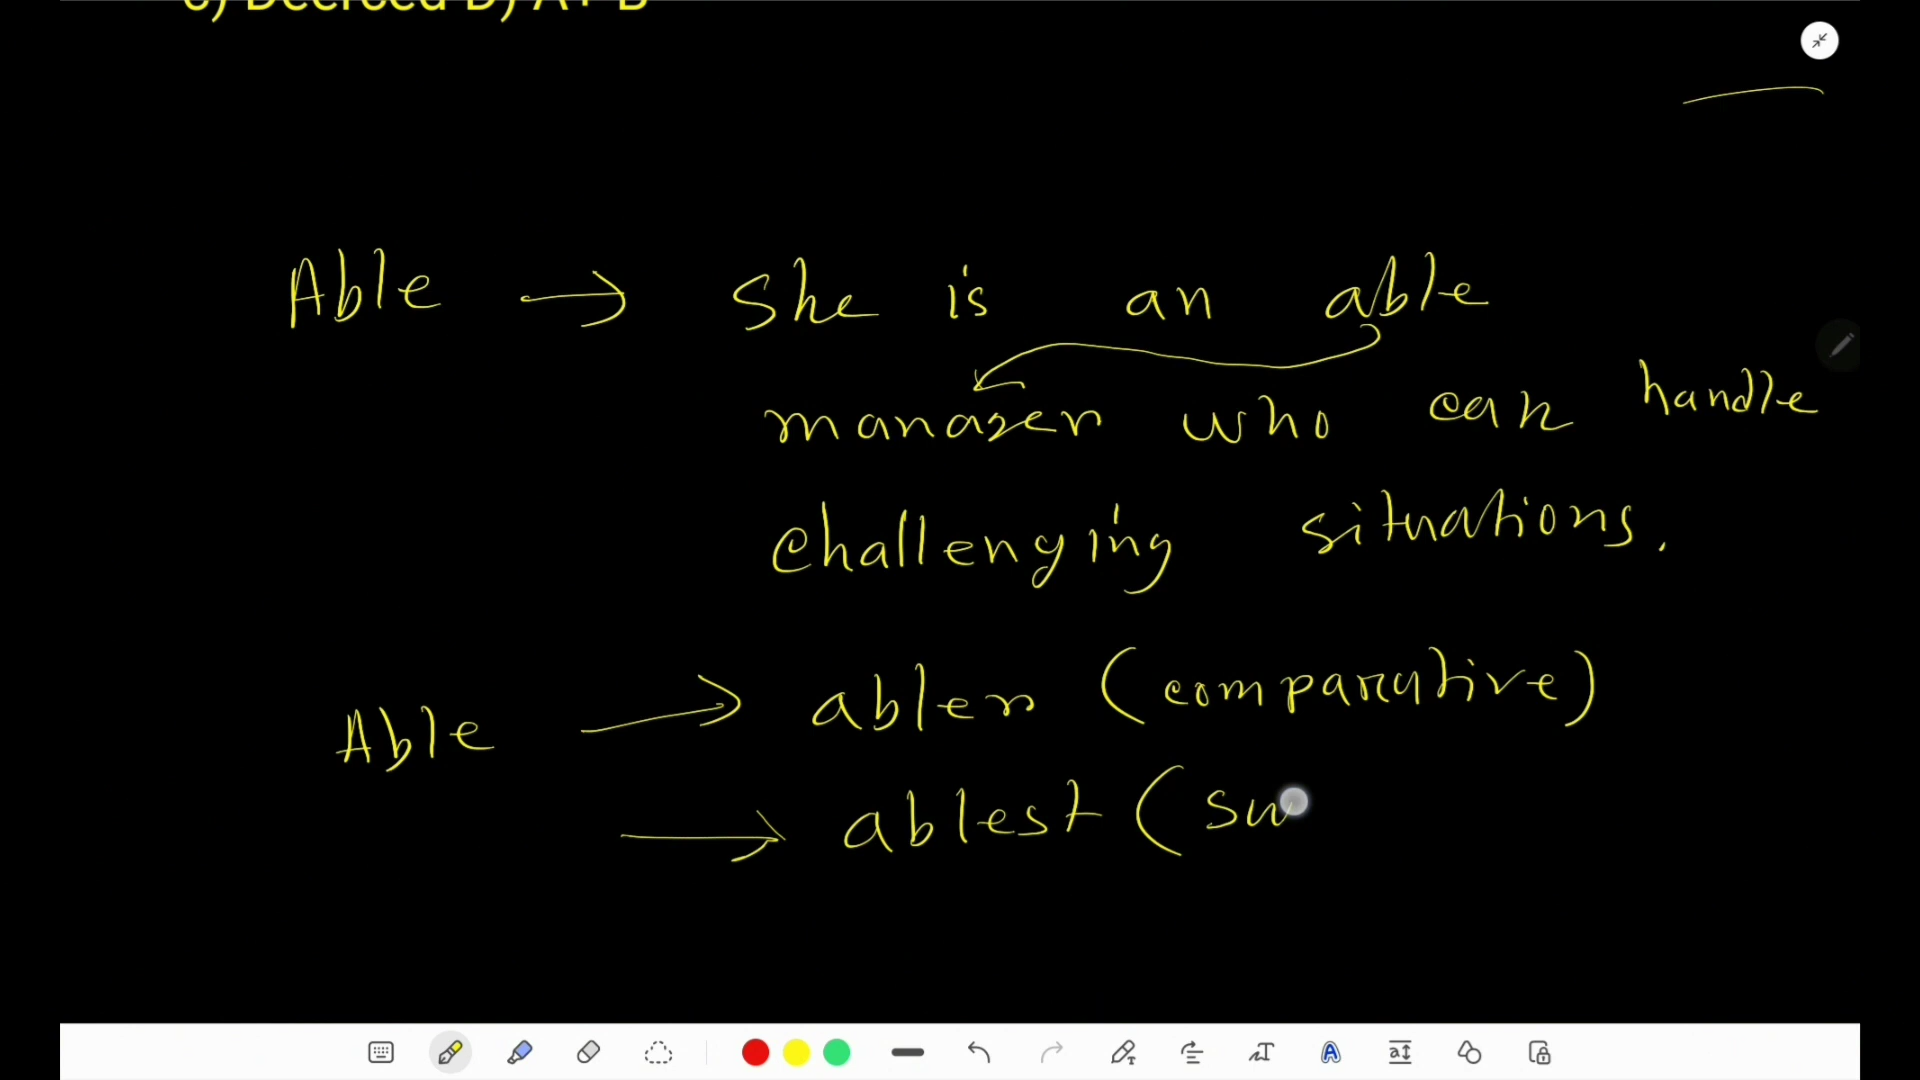 Able → She is an able
manager who can handle
challenging situations.
Able → abler (comparative)
→ ablest (su